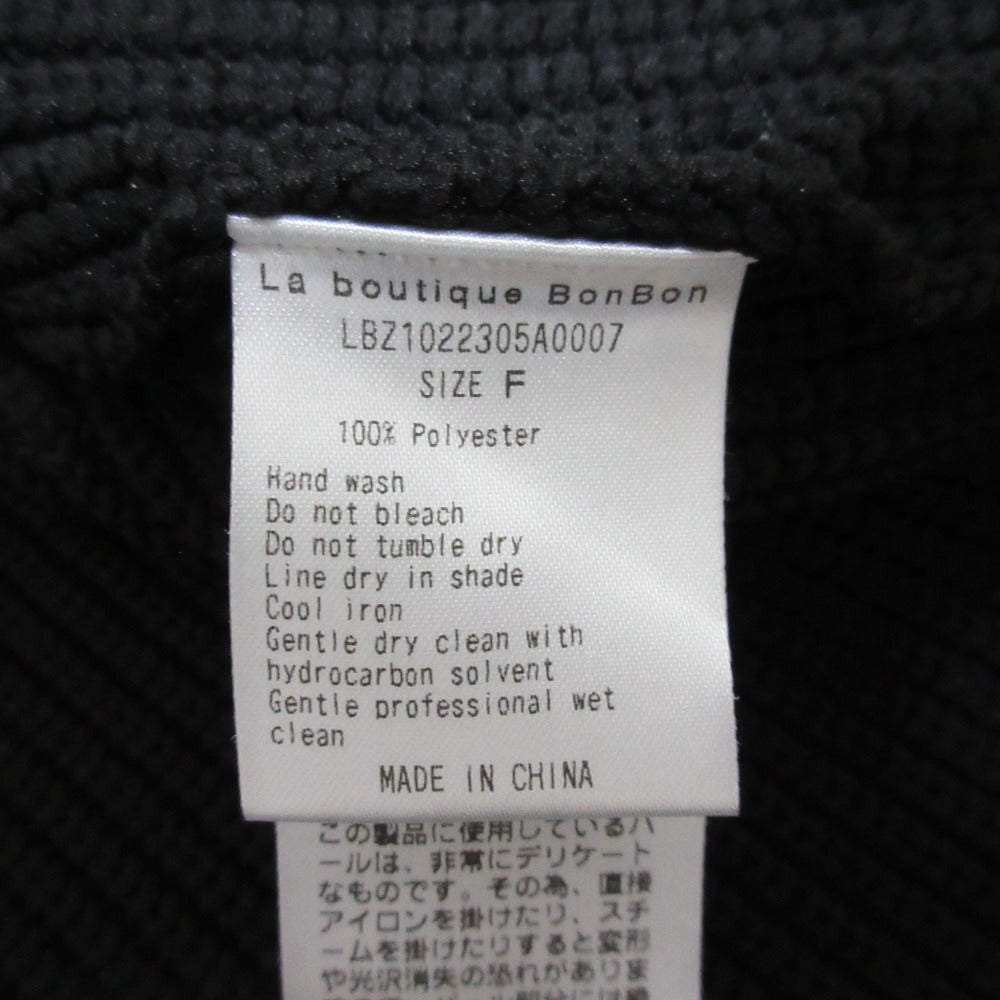 La boutique BonBon
LBZ1022305A0007
SIZE F
100% Polyester
Hand wash
Do not bleach
Do not tumble dry
Line dry in shade
Cool iron
Gentle dry clean with
hydrocarbon solvent
Gentle professional wet
clean
MADE IN CHINA
この製品に使用しているパ
ールは、非常にデリケート
なものです。その為、直接
アイロンを掛けたり、スチ
ームを掛けたりすると変形
や光沢消失の恐れがありま